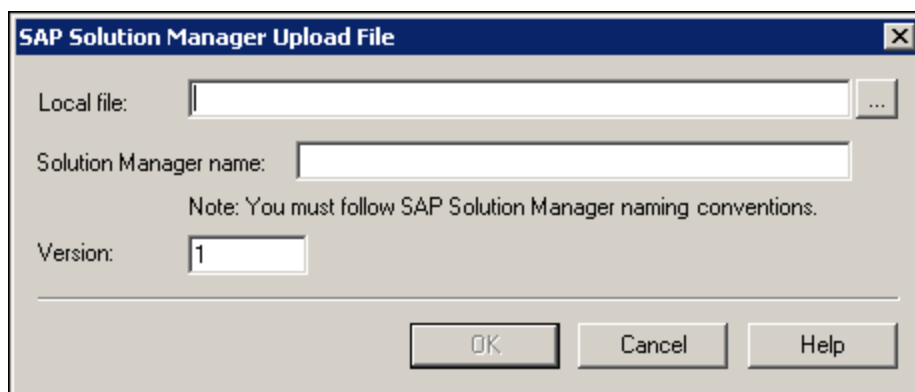 SAP Solution Manager Upload File
Local file:
...
Solution Manager name:
Note: You must follow SAP Solution Manager naming conventions.
Version: 1
OK Cancel Help